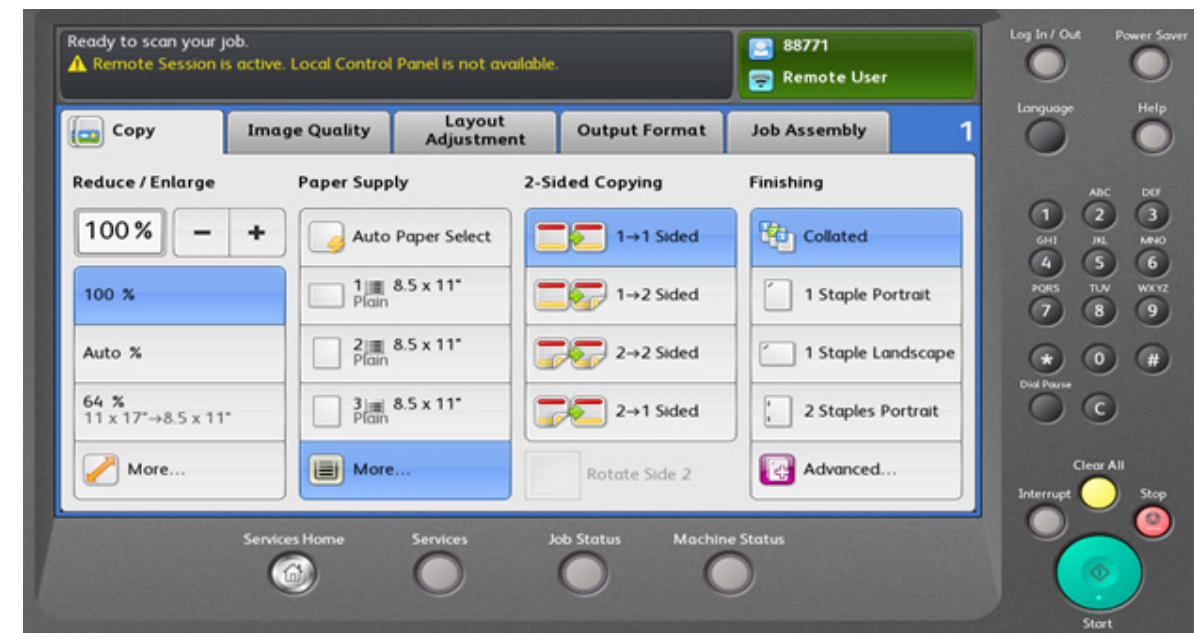 Ready to scan your job.
Remote Session is active. Local Control Panel is not available.
88771
Remote User
Copy
Image Quality
Layout
Adjustment
Output Format
Job Assembly
1
Reduce / Enlarge
100 %
−
+
100 %
Auto %
64 %
11 x 17"→8.5 x 11"
More...
Paper Supply
Auto Paper Select
1 8.5 x 11"
Plain
2 8.5 x 11"
Plain
3 8.5 x 11"
Plain
More...
2-Sided Copying
1→1 Sided
1→2 Sided
2→2 Sided
2→1 Sided
Rotate Side 2
Finishing
Collated
1 Staple Portrait
1 Staple Landscape
2 Staples Portrait
Advanced...
Services Home
Services
Job Status
Machine Status
Log In / Out
Power Saver
Language
Help
ABC DEF
1 2 3
GHI JKL MNO
4 5 6
PQRS TUV WXYZ
7 8 9
* 0 #
Dial Pause
C
Clear All
Interrupt
Stop
Start